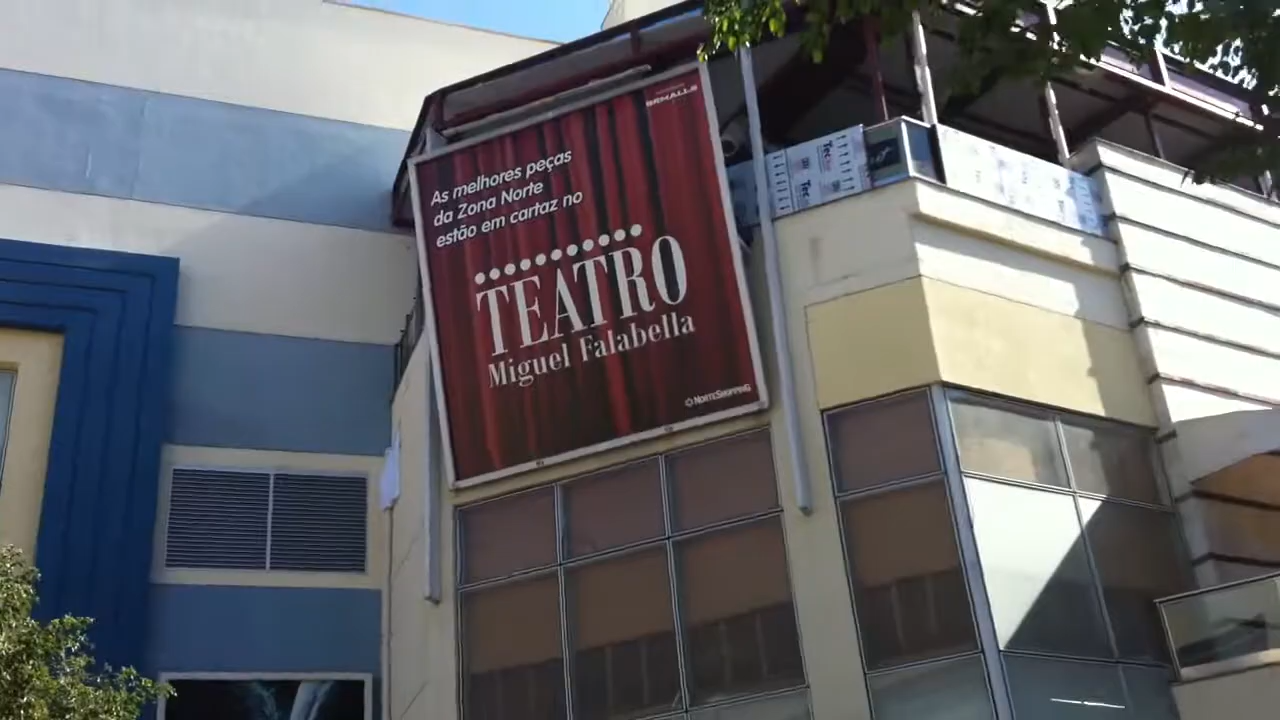 BRMALLS
As melhores peças
da Zona Norte
estão em cartaz no
TEATRO
Miguel Falabella
NORTESHOPPING